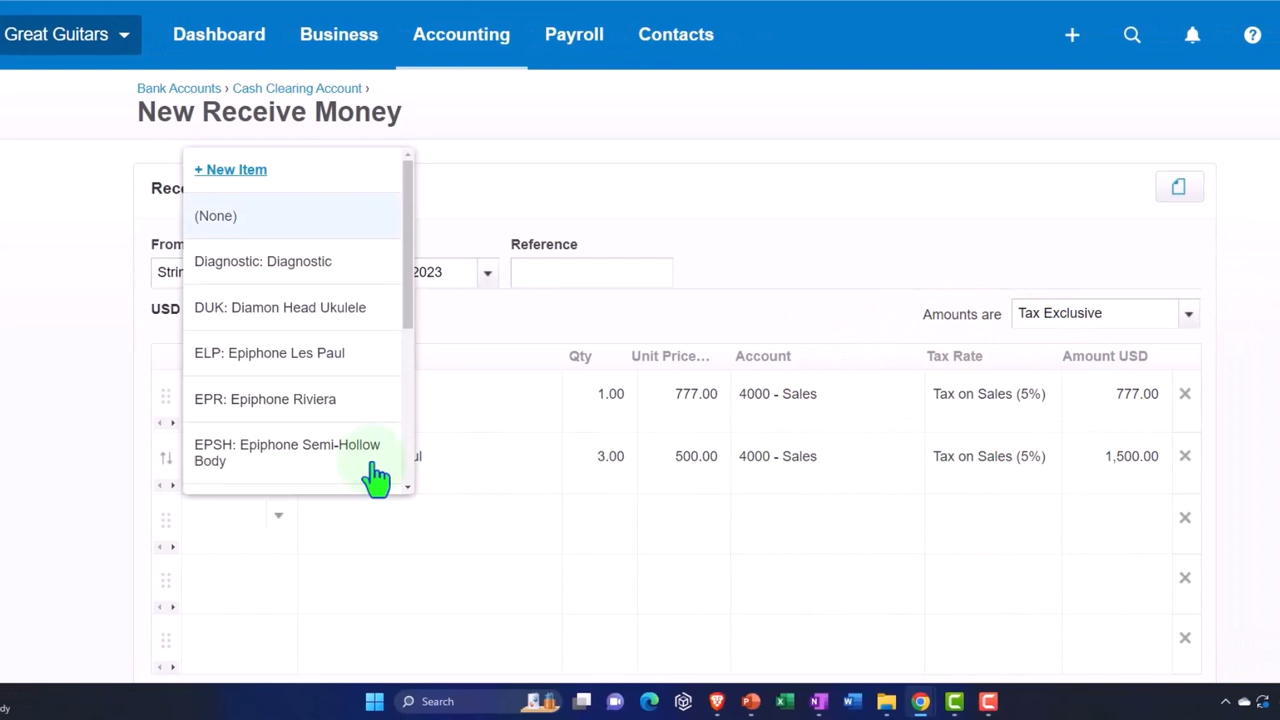 Great Guitars Dashboard Business Accounting Payroll Contacts
Bank Accounts › Cash Clearing Account ›
New Receive Money
+ New Item
(None)
Diagnostic: Diagnostic
DUK: Diamon Head Ukulele
ELP: Epiphone Les Paul
EPR: Epiphone Riviera
EPSH: Epiphone Semi-Hollow
Body
From
2023
Reference
USD
Amounts are Tax Exclusive
Qty Unit Price... Account Tax Rate Amount USD
1.00 777.00 4000 - Sales Tax on Sales (5%) 777.00
3.00 500.00 4000 - Sales Tax on Sales (5%) 1,500.00
Search